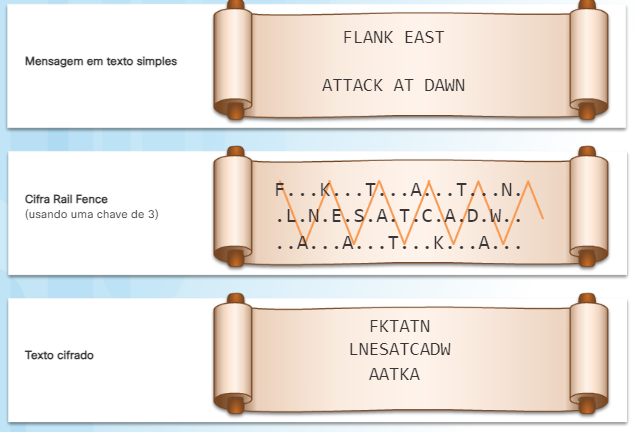 Mensagem em texto simples
FLANK EAST
ATTACK AT DAWN
Cifra Rail Fence
(usando uma chave de 3)
F...K...T...A...T...N.
.L.N.E.S.A.T.C.A.D.W..
..A...A...T...K...A...
Texto cifrado
FKTATN
LNESATCADW
AATKA